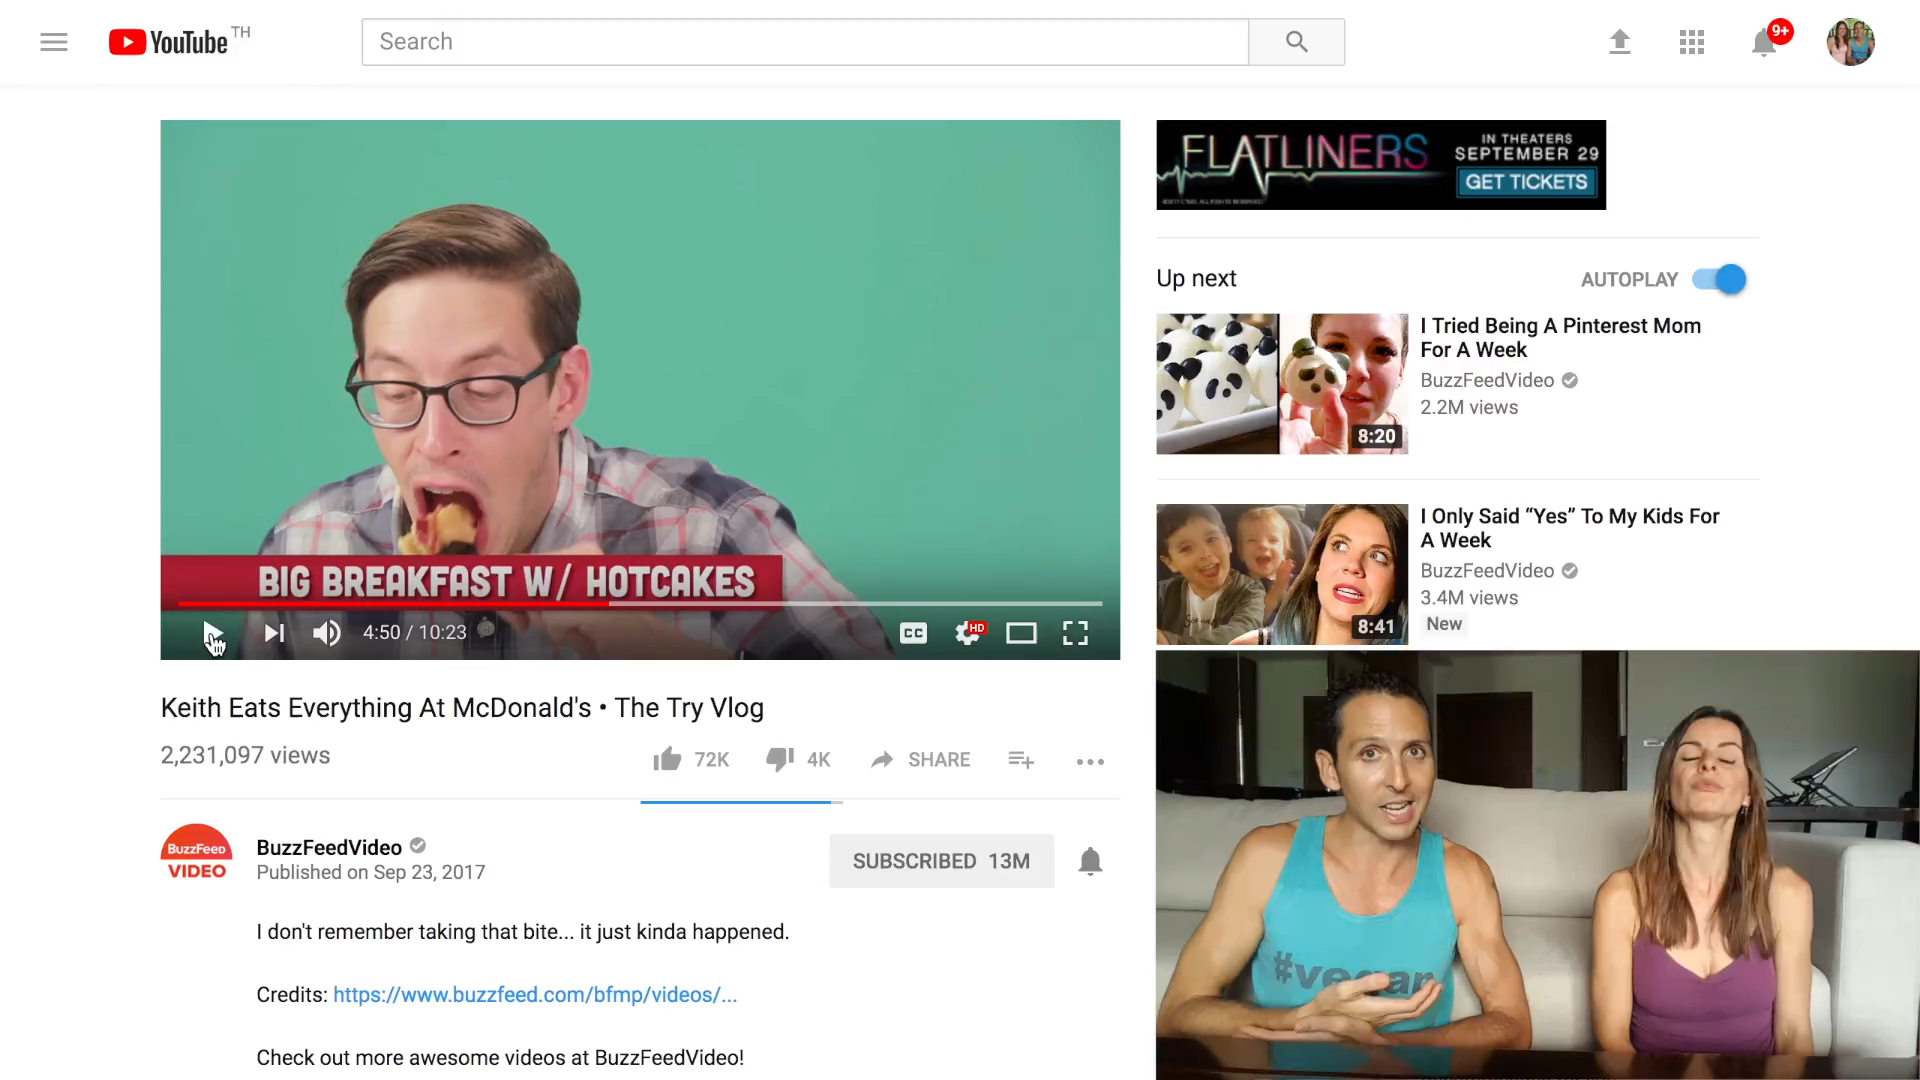 YouTube TH
Search
9+
BIG BREAKFAST W/ HOTCAKES
4:50 / 10:23
CC
HD
Keith Eats Everything At McDonald's • The Try Vlog
2,231,097 views
72K
4K
SHARE
BuzzFeed
VIDEO
BuzzFeedVideo
Published on Sep 23, 2017
SUBSCRIBED 13M
I don't remember taking that bite... it just kinda happened.
Credits: https://www.buzzfeed.com/bfmp/videos/...
Check out more awesome videos at BuzzFeedVideo!
FLATLINERS
IN THEATERS
SEPTEMBER 29
GET TICKETS
Up next
AUTOPLAY
8:20
I Tried Being A Pinterest Mom
For A Week
BuzzFeedVideo
2.2M views
8:41
I Only Said “Yes” To My Kids For
A Week
BuzzFeedVideo
3.4M views
New
#vegan